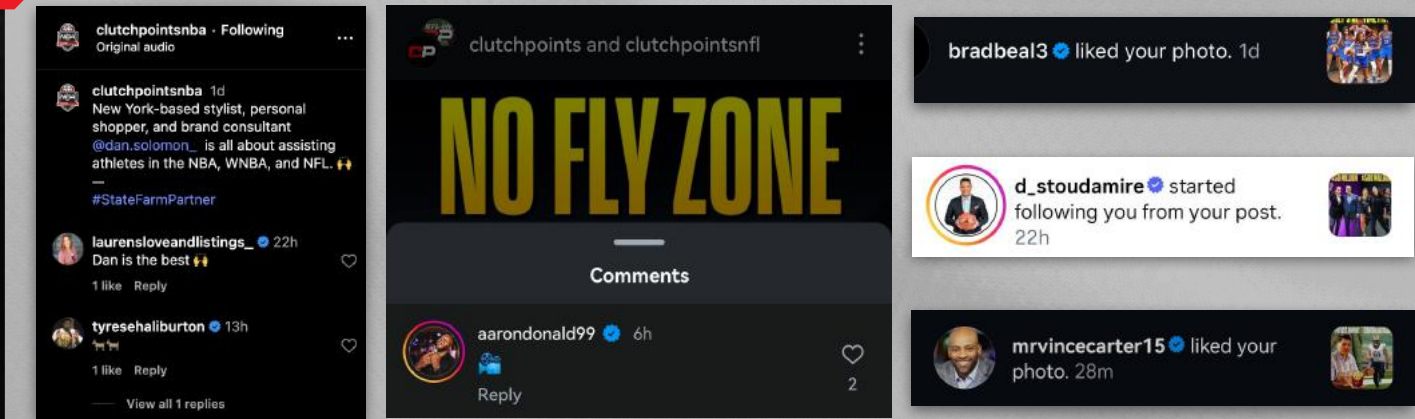 clutchpointsnba · Following
Original audio
clutchpointsnba 1d
New York-based stylist, personal
shopper, and brand consultant
@dan.solomon_ is all about assisting
athletes in the NBA, WNBA, and NFL. 🙌
—
#StateFarmPartner
laurensloveandlistings_ 22h
Dan is the best 🙌
1 like Reply
tyresehaliburton 13h
🐐🐐
1 like Reply
View all 1 replies
clutchpoints and clutchpointsnfl
NO FLY ZONE
Comments
aarondonald99 6h
🎥
Reply
2
bradbeal3 liked your photo. 1d
d_stoudamire started
following you from your post.
22h
mrvincecarter15 liked your
photo. 28m